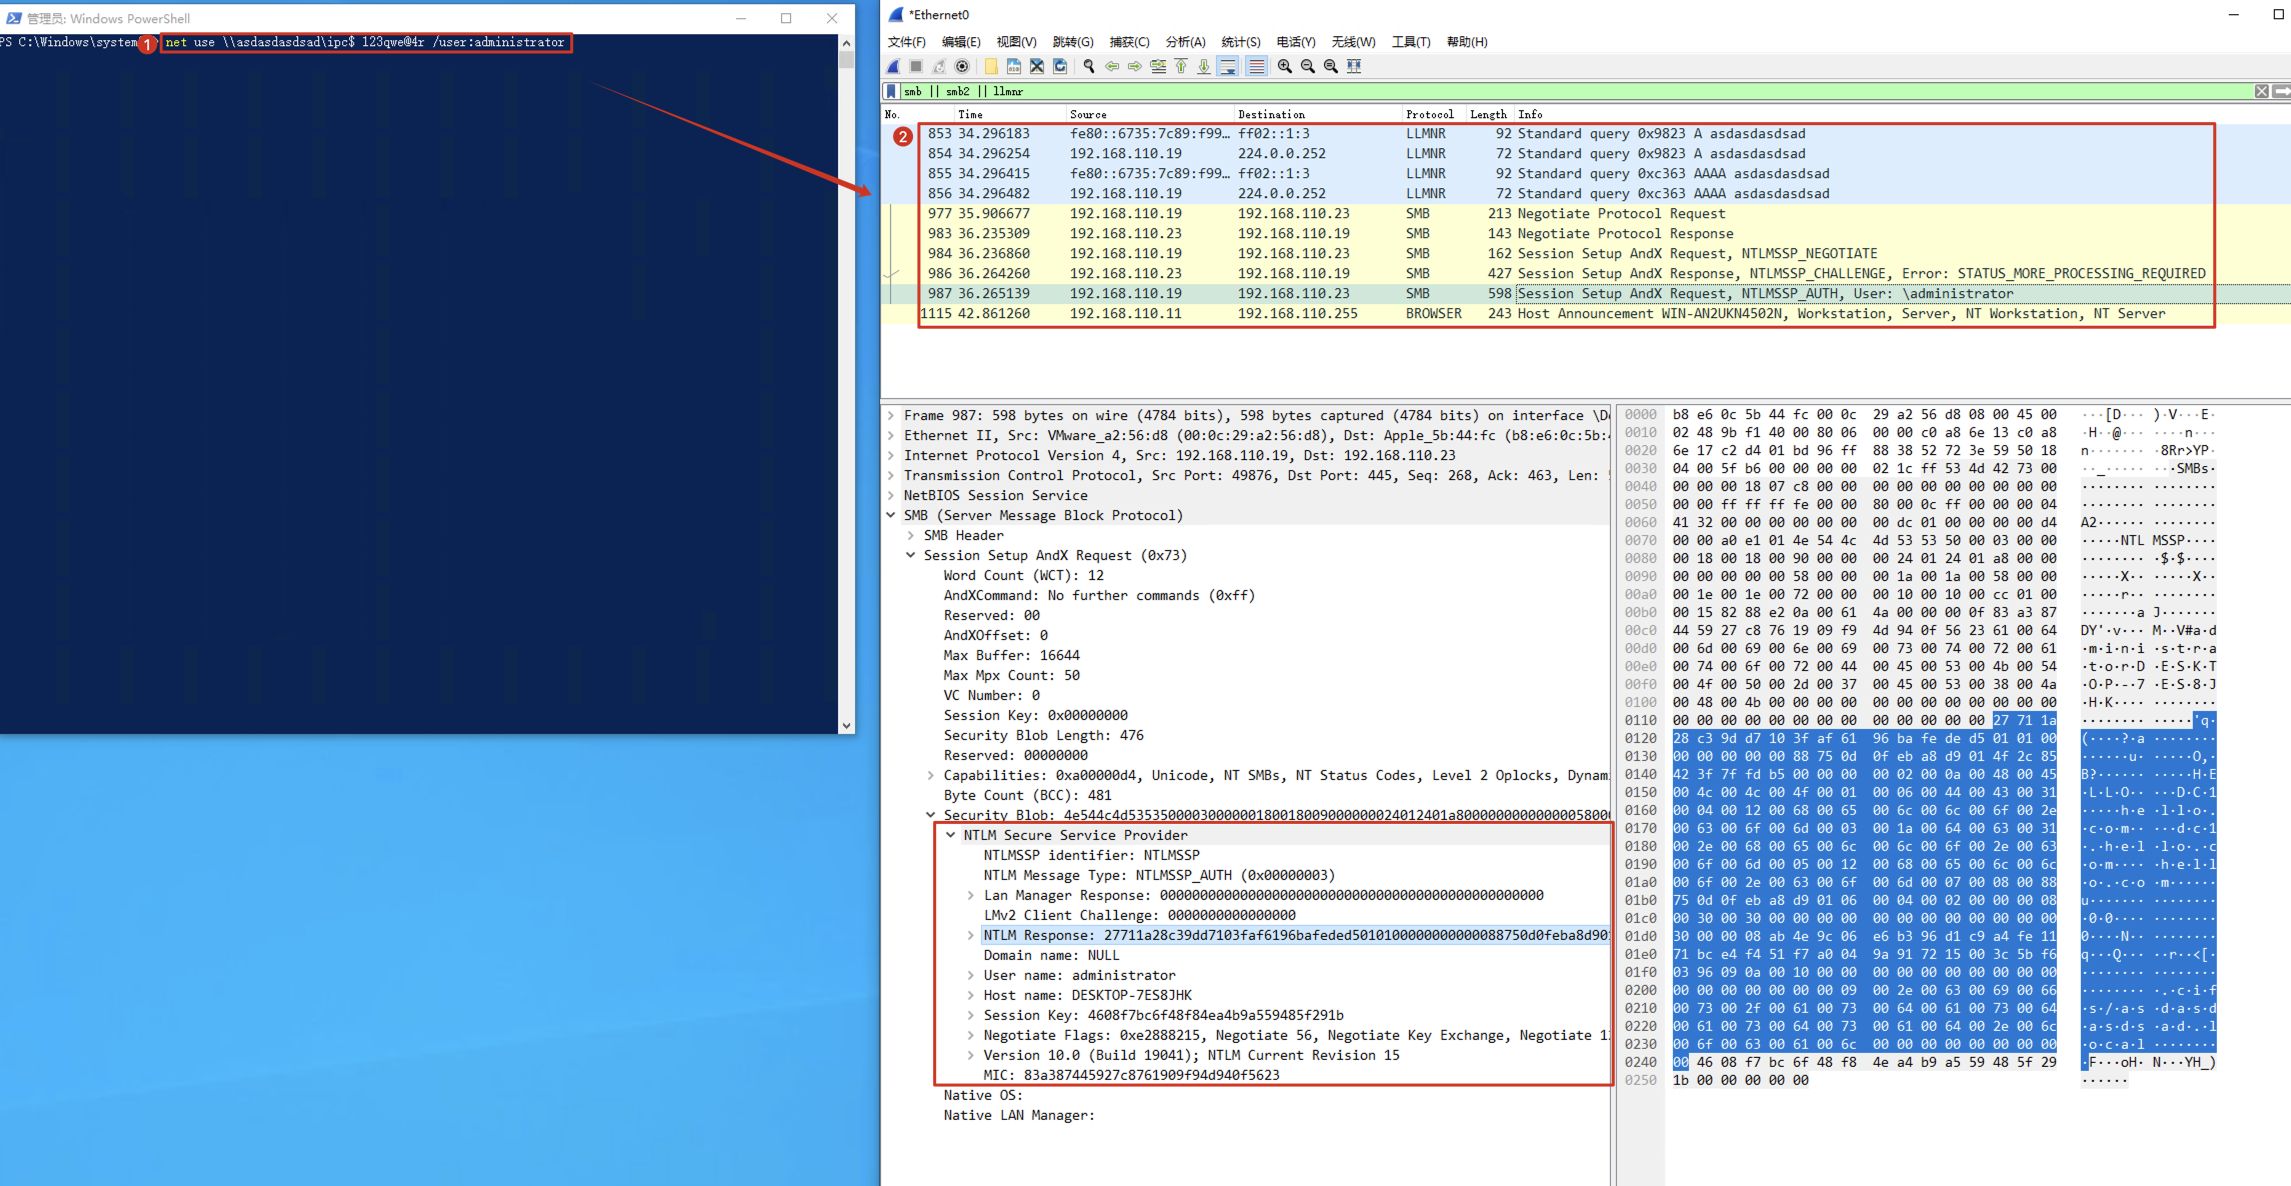 管理员: Windows PowerShell
PS C:\Windows\system
1
net use \\asdasdasdsad\ipc$ 123qwe@4r /user:administrator
*Ethernet0
文件(F) 编辑(E) 视图(V) 跳转(G) 捕获(C) 分析(A) 统计(S) 电话(Y) 无线(W) 工具(T) 帮助(H)
smb || smb2 || llmnr
No. Time Source Destination Protocol Length Info
2
853 34.296183 fe80::6735:7c89:f99… ff02::1:3 LLMNR 92 Standard query 0x9823 A asdasdasdsad
854 34.296254 192.168.110.19 224.0.0.252 LLMNR 72 Standard query 0x9823 A asdasdasdsad
855 34.296415 fe80::6735:7c89:f99… ff02::1:3 LLMNR 92 Standard query 0xc363 AAAA asdasdasdsad
856 34.296482 192.168.110.19 224.0.0.252 LLMNR 72 Standard query 0xc363 AAAA asdasdasdsad
977 35.906677 192.168.110.19 192.168.110.23 SMB 213 Negotiate Protocol Request
983 36.235309 192.168.110.23 192.168.110.19 SMB 143 Negotiate Protocol Response
984 36.236860 192.168.110.19 192.168.110.23 SMB 162 Session Setup AndX Request, NTLMSSP_NEGOTIATE
986 36.264260 192.168.110.23 192.168.110.19 SMB 427 Session Setup AndX Response, NTLMSSP_CHALLENGE, Error: STATUS_MORE_PROCESSING_REQUIRED
987 36.265139 192.168.110.19 192.168.110.23 SMB 598 Session Setup AndX Request, NTLMSSP_AUTH, User: \administrator
1115 42.861260 192.168.110.11 192.168.110.255 BROWSER 243 Host Announcement WIN-AN2UKN4502N, Workstation, Server, NT Workstation, NT Server
Frame 987: 598 bytes on wire (4784 bits), 598 bytes captured (4784 bits) on interface \D
Ethernet II, Src: VMware_a2:56:d8 (00:0c:29:a2:56:d8), Dst: Apple_5b:44:fc (b8:e6:0c:5b:
Internet Protocol Version 4, Src: 192.168.110.19, Dst: 192.168.110.23
Transmission Control Protocol, Src Port: 49876, Dst Port: 445, Seq: 268, Ack: 463, Len:
NetBIOS Session Service
SMB (Server Message Block Protocol)
SMB Header
Session Setup AndX Request (0x73)
Word Count (WCT): 12
AndXCommand: No further commands (0xff)
Reserved: 00
AndXOffset: 0
Max Buffer: 16644
Max Mpx Count: 50
VC Number: 0
Session Key: 0x00000000
Security Blob Length: 476
Reserved: 00000000
Capabilities: 0xa00000d4, Unicode, NT SMBs, NT Status Codes, Level 2 Oplocks, Dynam
Byte Count (BCC): 481
Security Blob: 4e544c4d53535000030000001800180090000000240124​01a80000000000000058000
NTLM Secure Service Provider
NTLMSSP identifier: NTLMSSP
NTLM Message Type: NTLMSSP_AUTH (0x00000003)
Lan Manager Response: 000000000000000000000000000000000000000000000000
LMv2 Client Challenge: 0000000000000000
NTLM Response: 27711a28c39dd7103faf6196bafeded5010100000000000088750d0feba8d901
Domain name: NULL
User name: administrator
Host name: DESKTOP-7ES8JHK
Session Key: 4608f7bc6f48f84ea4b9a559485f291b
Negotiate Flags: 0xe2888215, Negotiate 56, Negotiate Key Exchange, Negotiate 1
Version 10.0 (Build 19041); NTLM Current Revision 15
MIC: 83a387445927c8761909f94d940f5623
Native OS:
Native LAN Manager:
0000 b8 e6 0c 5b 44 fc 00 0c 29 a2 56 d8 08 00 45 00 ···[D··· )·V···E·
0010 02 48 9b f1 40 00 80 06 00 00 c0 a8 6e 13 c0 a8 ·H··@··· ····n···
0020 6e 17 c2 d4 01 bd 96 ff 88 38 52 72 3e 59 50 18 n······· ·8Rr>YP·
0030 04 00 5f b6 00 00 00 00 02 1c ff 53 4d 42 73 00 ··_····· ···SMBs·
0040 00 00 00 18 07 c8 00 00 00 00 00 00 00 00 00 00 ········ ········
0050 00 00 ff ff ff fe 00 00 80 00 0c ff 00 00 00 04 ········ ········
0060 41 32 00 00 00 00 00 00 00 dc 01 00 00 00 00 d4 A2······ ········
0070 00 00 a0 e1 01 4e 54 4c 4d 53 53 50 00 03 00 00 ·····NTL MSSP····
0080 00 18 00 18 00 90 00 00 00 24 01 24 01 a8 00 00 ········ ·$·$····
0090 00 00 00 00 00 58 00 00 00 1a 00 1a 00 58 00 00 ·····X·· ·····X··
00a0 00 1e 00 1e 00 72 00 00 00 10 00 10 00 cc 01 00 ·····r·· ········
00b0 00 15 82 88 e2 0a 00 61 4a 00 00 00 0f 83 a3 87 ·······a J·······
00c0 44 59 27 c8 76 19 09 f9 4d 94 0f 56 23 61 00 64 DY'·v··· M··V#a·d
00d0 00 6d 00 69 00 6e 00 69 00 73 00 74 00 72 00 61 ·m·i·n·i ·s·t·r·a
00e0 00 74 00 6f 00 72 00 44 00 45 00 53 00 4b 00 54 ·t·o·r·D ·E·S·K·T
00f0 00 4f 00 50 00 2d 00 37 00 45 00 53 00 38 00 4a ·O·P·-·7 ·E·S·8·J
0100 00 48 00 4b 00 00 00 00 00 00 00 00 00 00 00 00 ·H·K···· ········
0110 00 00 00 00 00 00 00 00 00 00 00 00 00 27 71 1a ········ ·····'q·
0120 28 c3 9d d7 10 3f af 61 96 ba fe de d5 01 01 00 (····?·a ········
0130 00 00 00 00 00 88 75 0d 0f eb a8 d9 01 4f 2c 85 ······u· ·····O,·
0140 42 3f 7f fd b5 00 00 00 00 02 00 0a 00 48 00 45 B?······ ·····H·E
0150 00 4c 00 4c 00 4f 00 01 00 06 00 44 00 43 00 31 ·L·L·O·· ···D·C·1
0160 00 04 00 12 00 68 00 65 00 6c 00 6c 00 6f 00 2e ·····h·e ·l·l·o·.
0170 00 63 00 6f 00 6d 00 03 00 1a 00 64 00 63 00 31 ·c·o·m·· ···d·c·1
0180 00 2e 00 68 00 65 00 6c 00 6c 00 6f 00 2e 00 63 ·.·h·e·l ·l·o·.·c
0190 00 6f 00 6d 00 05 00 12 00 68 00 65 00 6c 00 6c ·o·m···· ·h·e·l·l
01a0 00 6f 00 2e 00 63 00 6f 00 6d 00 07 00 08 00 88 ·o·.·c·o ·m······
01b0 75 0d 0f eb a8 d9 01 06 00 04 00 02 00 00 00 08 u······· ········
01c0 00 30 00 30 00 00 00 00 00 00 00 00 00 00 00 00 ·0·0···· ········
01d0 30 00 00 08 ab 4e 9c 06 e6 b3 96 d1 c9 a4 fe 11 0····N·· ········
01e0 71 bc e4 f4 51 f7 a0 04 9a 91 72 15 00 3c 5b f6 q···Q··· ··r··<[·
01f0 03 96 09 0a 00 10 00 00 00 00 00 00 00 00 00 00 ········ ········
0200 00 00 00 00 00 00 00 09 00 2e 00 63 00 69 00 66 ········ ·.·c·i·f
0210 00 73 00 2f 00 61 00 73 00 64 00 61 00 73 00 64 ·s·/·a·s ·d·a·s·d
0220 00 61 00 73 00 64 00 73 00 61 00 64 00 2e 00 6c ·a·s·d·s ·a·d·.·l
0230 00 6f 00 63 00 61 00 6c 00 00 00 00 00 00 00 00 ·o·c·a·l ········
0240 00 46 08 f7 bc 6f 48 f8 4e a4 b9 a5 59 48 5f 29 ·F···oH· N···YH_)
0250 1b 00 00 00 00 00 ······